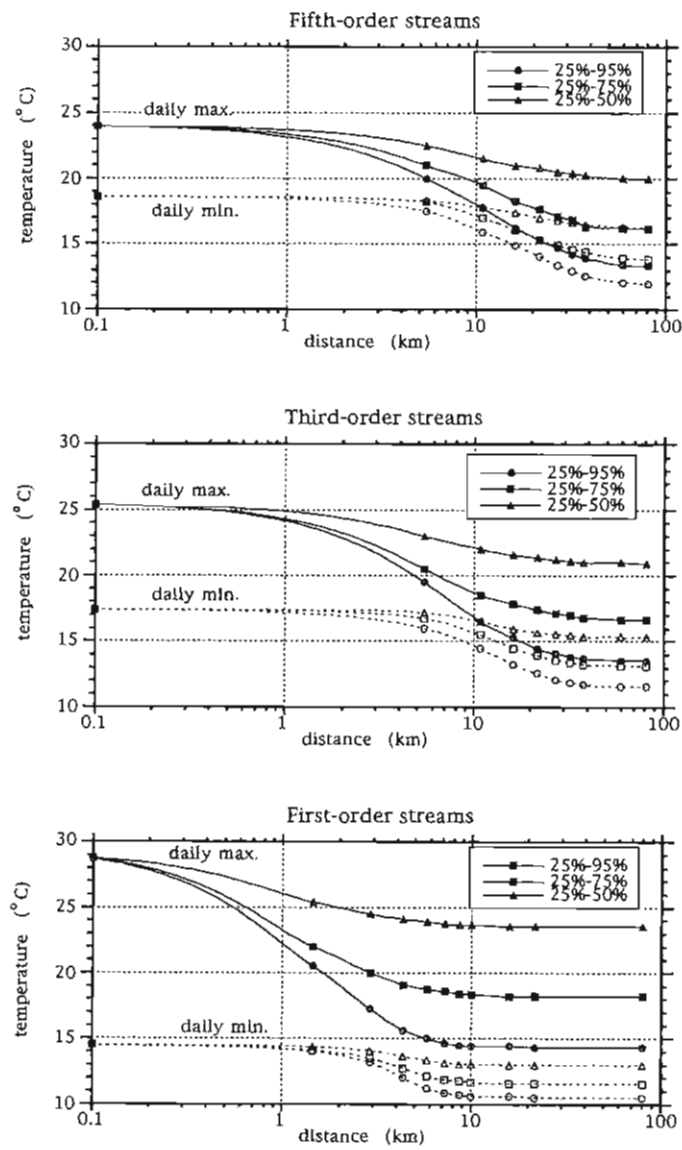 Fifth-order streams
30
25
20
15
10
temperature (°C)
daily max.
daily min.
25%-95%
25%-75%
25%-50%
0.1
1
10
100
distance (km)
Third-order streams
30
25
20
15
10
temperature (°C)
daily max.
daily min.
25%-95%
25%-75%
25%-50%
0.1
1
10
100
distance (km)
First-order streams
30
25
20
15
10
temperature (°C)
daily max.
daily min.
25%-95%
25%-75%
25%-50%
0.1
1
10
100
distance (km)